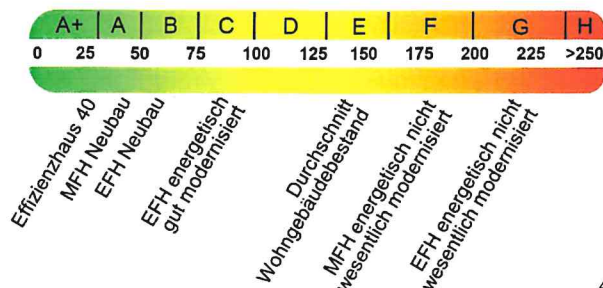 A+ A B C D E F G H
0 25 50 75 100 125 150 175 200 225 >250
Effizienzhaus 40
MFH Neubau
EFH Neubau
EFH energetisch
gut modernisiert
Durchschnitt
Wohngebäudebestand
MFH energetisch nicht
wesentlich modernisiert
EFH energetisch nicht
wesentlich modernisiert